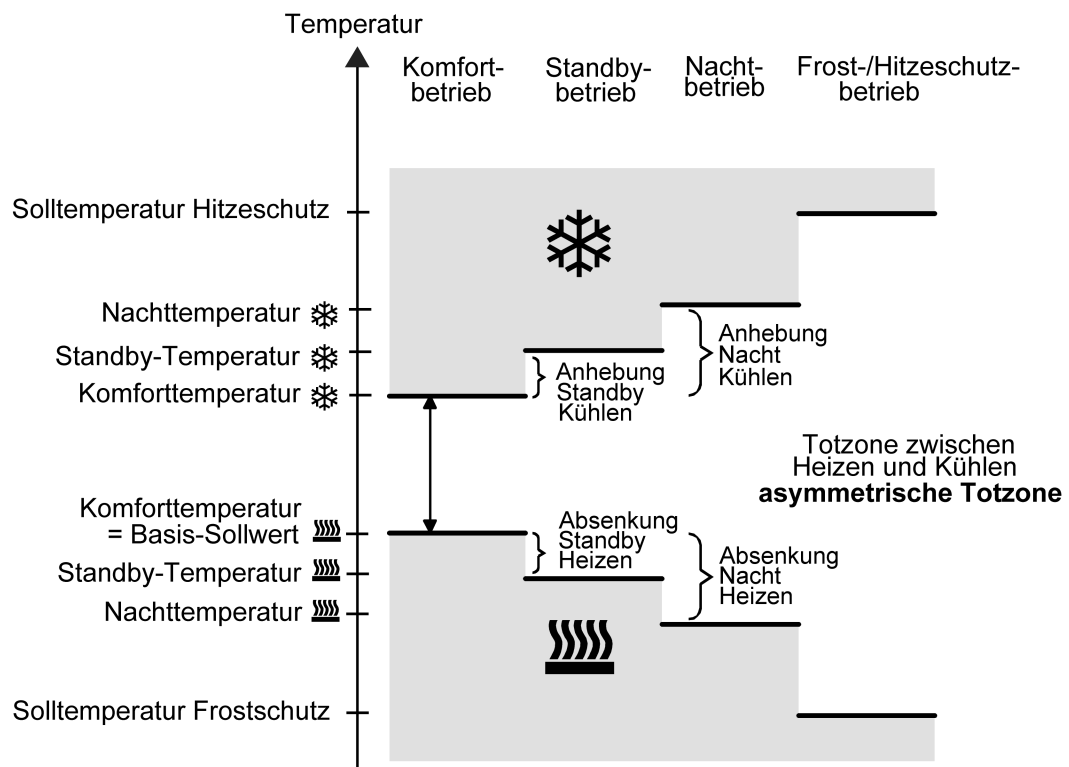 Temperatur
Komfort-
betrieb
Standby-
betrieb
Nacht-
betrieb
Frost-/Hitzeschutz-
betrieb
Solltemperatur Hitzeschutz
Nachttemperatur
Standby-Temperatur
Komforttemperatur
Anhebung
Standby
Kühlen
Anhebung
Nacht
Kühlen
Totzone zwischen
Heizen und Kühlen
asymmetrische Totzone
Komforttemperatur
= Basis-Sollwert
Standby-Temperatur
Nachttemperatur
Absenkung
Standby
Heizen
Absenkung
Nacht
Heizen
Solltemperatur Frostschutz